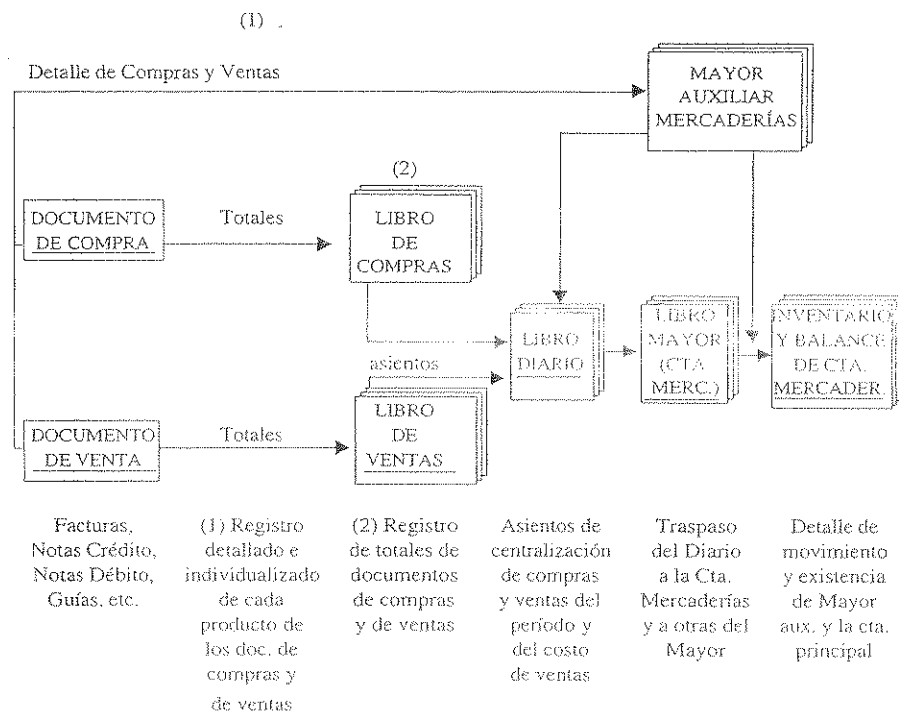 (1)
Detalle de Compras y Ventas
MAYOR
AUXILIAR
MERCADERÍAS
(2)
DOCUMENTO
DE COMPRA
Totales
LIBRO
DE
COMPRAS
asientos
LIBRO
DIARIO
LIBRO
MAYOR
(CTA
MERC.)
INVENTARIO
Y BALANCE
DE CTA.
MERCADER.
DOCUMENTO
DE VENTA
Totales
LIBRO
DE
VENTAS
Facturas,
Notas Crédito,
Notas Débito,
Guías, etc.
(1) Registro
detallado e
individualizado
de cada
producto de
los doc. de
compras y
de ventas
(2) Registro
de totales de
documentos
de compras
y de ventas
Asientos de
centralización
de compras
y ventas del
período y
del costo
de ventas
Traspaso
del Diario
a la Cta.
Mercaderías
y a otras del
Mayor
Detalle de
movimiento
y existencia
de Mayor
aux. y la cta.
principal